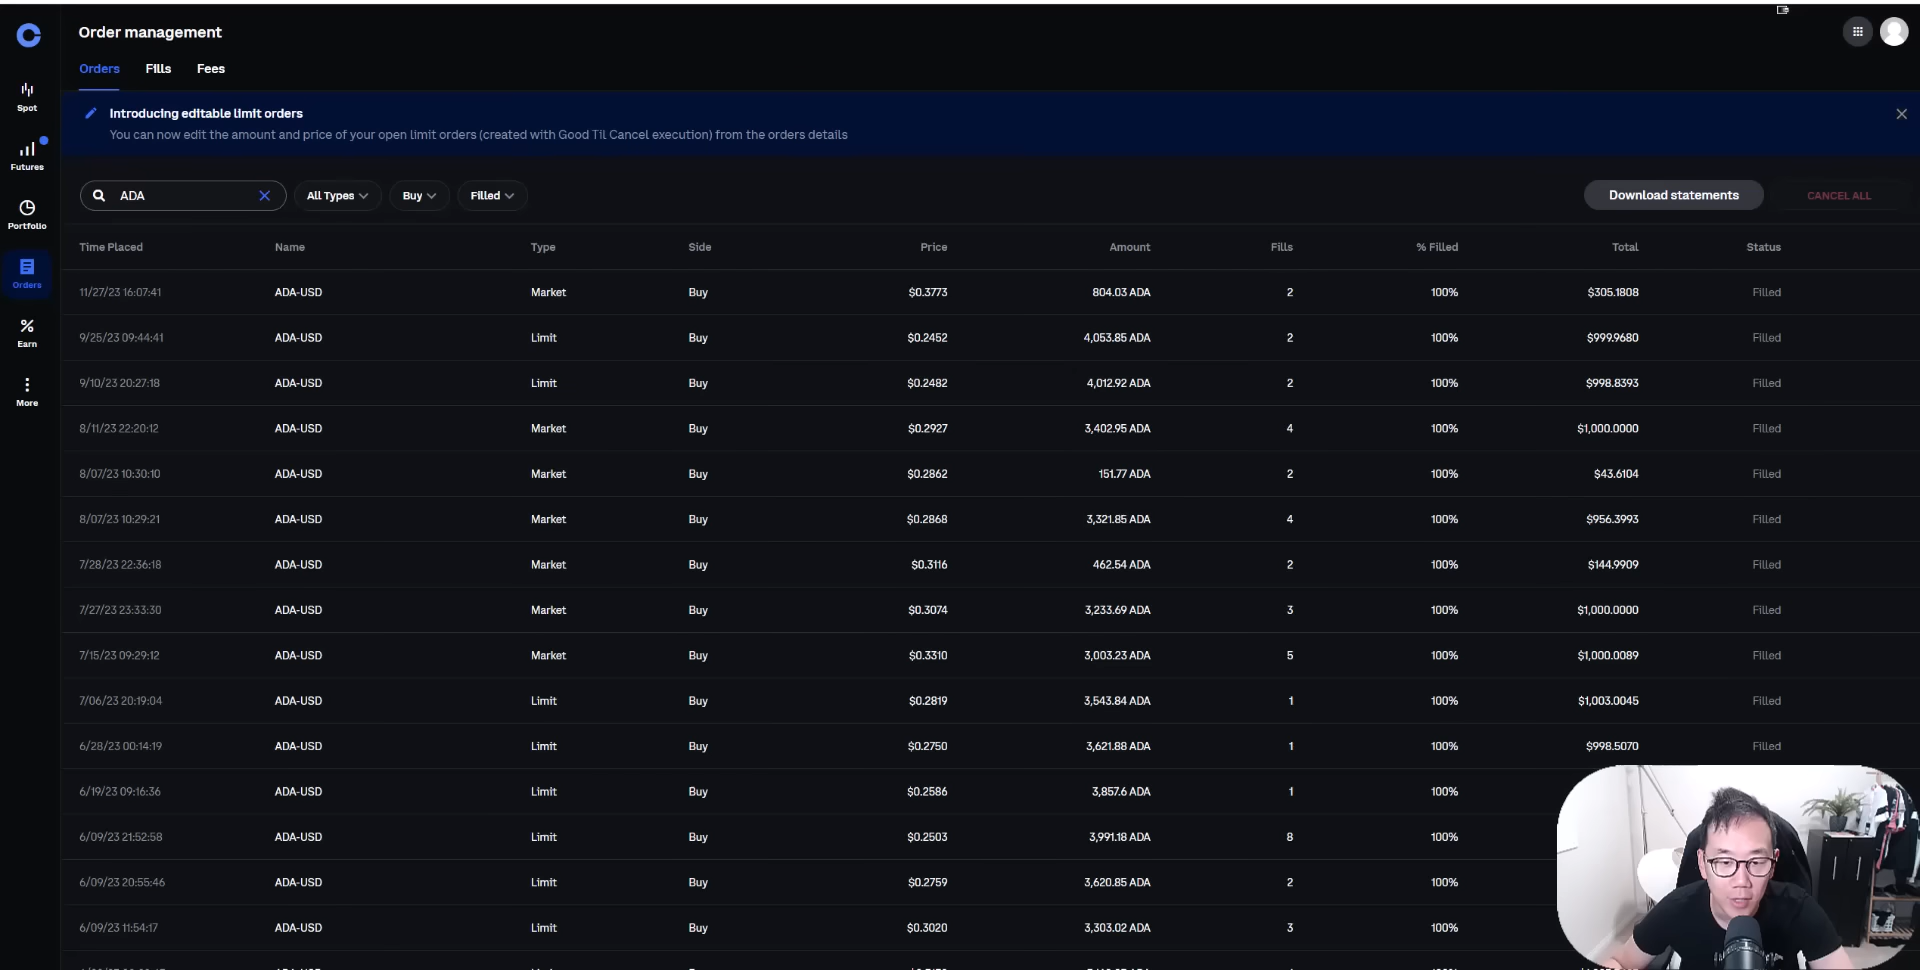 Order management
Orders Fills Fees
Introducing editable limit orders
You can now edit the amount and price of your open limit orders (created with Good Til Cancel execution) from the orders details
ADA All Types Buy Filled Download statements CANCEL ALL
Time Placed Name Type Side Price Amount Fills % Filled Total Status
11/27/23 16:07:41 ADA-USD Market Buy $0.3773 804.03 ADA 2 100% $305.1808 Filled
9/25/23 09:44:41 ADA-USD Limit Buy $0.2452 4,053.85 ADA 2 100% $999.9680 Filled
9/10/23 20:27:18 ADA-USD Limit Buy $0.2482 4,012.92 ADA 2 100% $998.8393 Filled
8/11/23 22:20:12 ADA-USD Market Buy $0.2927 3,402.95 ADA 4 100% $1,000.0000 Filled
8/07/23 10:30:10 ADA-USD Market Buy $0.2862 151.77 ADA 2 100% $43.6104 Filled
8/07/23 10:29:21 ADA-USD Market Buy $0.2868 3,321.85 ADA 4 100% $956.3993 Filled
7/28/23 22:36:18 ADA-USD Market Buy $0.3116 462.54 ADA 2 100% $144.9909 Filled
7/27/23 23:33:30 ADA-USD Market Buy $0.3074 3,233.69 ADA 3 100% $1,000.0000 Filled
7/15/23 09:29:12 ADA-USD Market Buy $0.3310 3,003.23 ADA 5 100% $1,000.0089 Filled
7/06/23 20:19:04 ADA-USD Limit Buy $0.2819 3,543.84 ADA 1 100% $1,003.0045 Filled
6/28/23 00:14:19 ADA-USD Limit Buy $0.2750 3,621.88 ADA 1 100% $998.5070 Filled
6/19/23 09:16:36 ADA-USD Limit Buy $0.2586 3,857.6 ADA 1 100%
6/09/23 21:52:58 ADA-USD Limit Buy $0.2503 3,991.18 ADA 8 100%
6/09/23 20:55:46 ADA-USD Limit Buy $0.2759 3,620.85 ADA 2 100%
6/09/23 11:54:17 ADA-USD Limit Buy $0.3020 3,303.02 ADA 3 100%
Spot
Futures
Portfolio
Orders
Earn
More